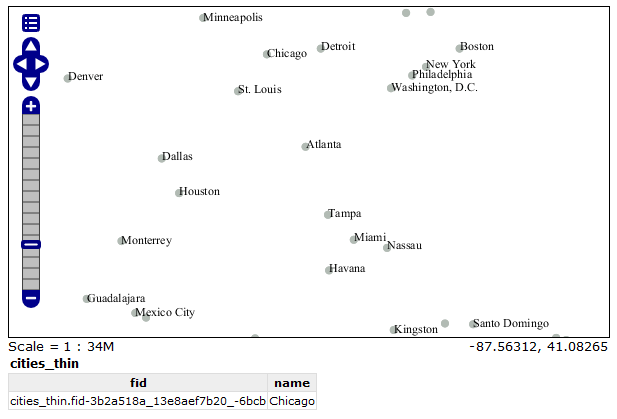 Minneapolis
Chicago
Detroit
Boston
New York
Philadelphia
Washington, D.C.
Denver
St. Louis
Atlanta
Dallas
Houston
Tampa
Monterrey
Miami
Nassau
Havana
Guadalajara
Mexico City
Kingston
Santo Domingo
Scale = 1 : 34M
-87.56312, 41.08265
cities_thin
fid name
cities_thin.fid-3b2a518a_13e8aef7b20_-6bcb Chicago